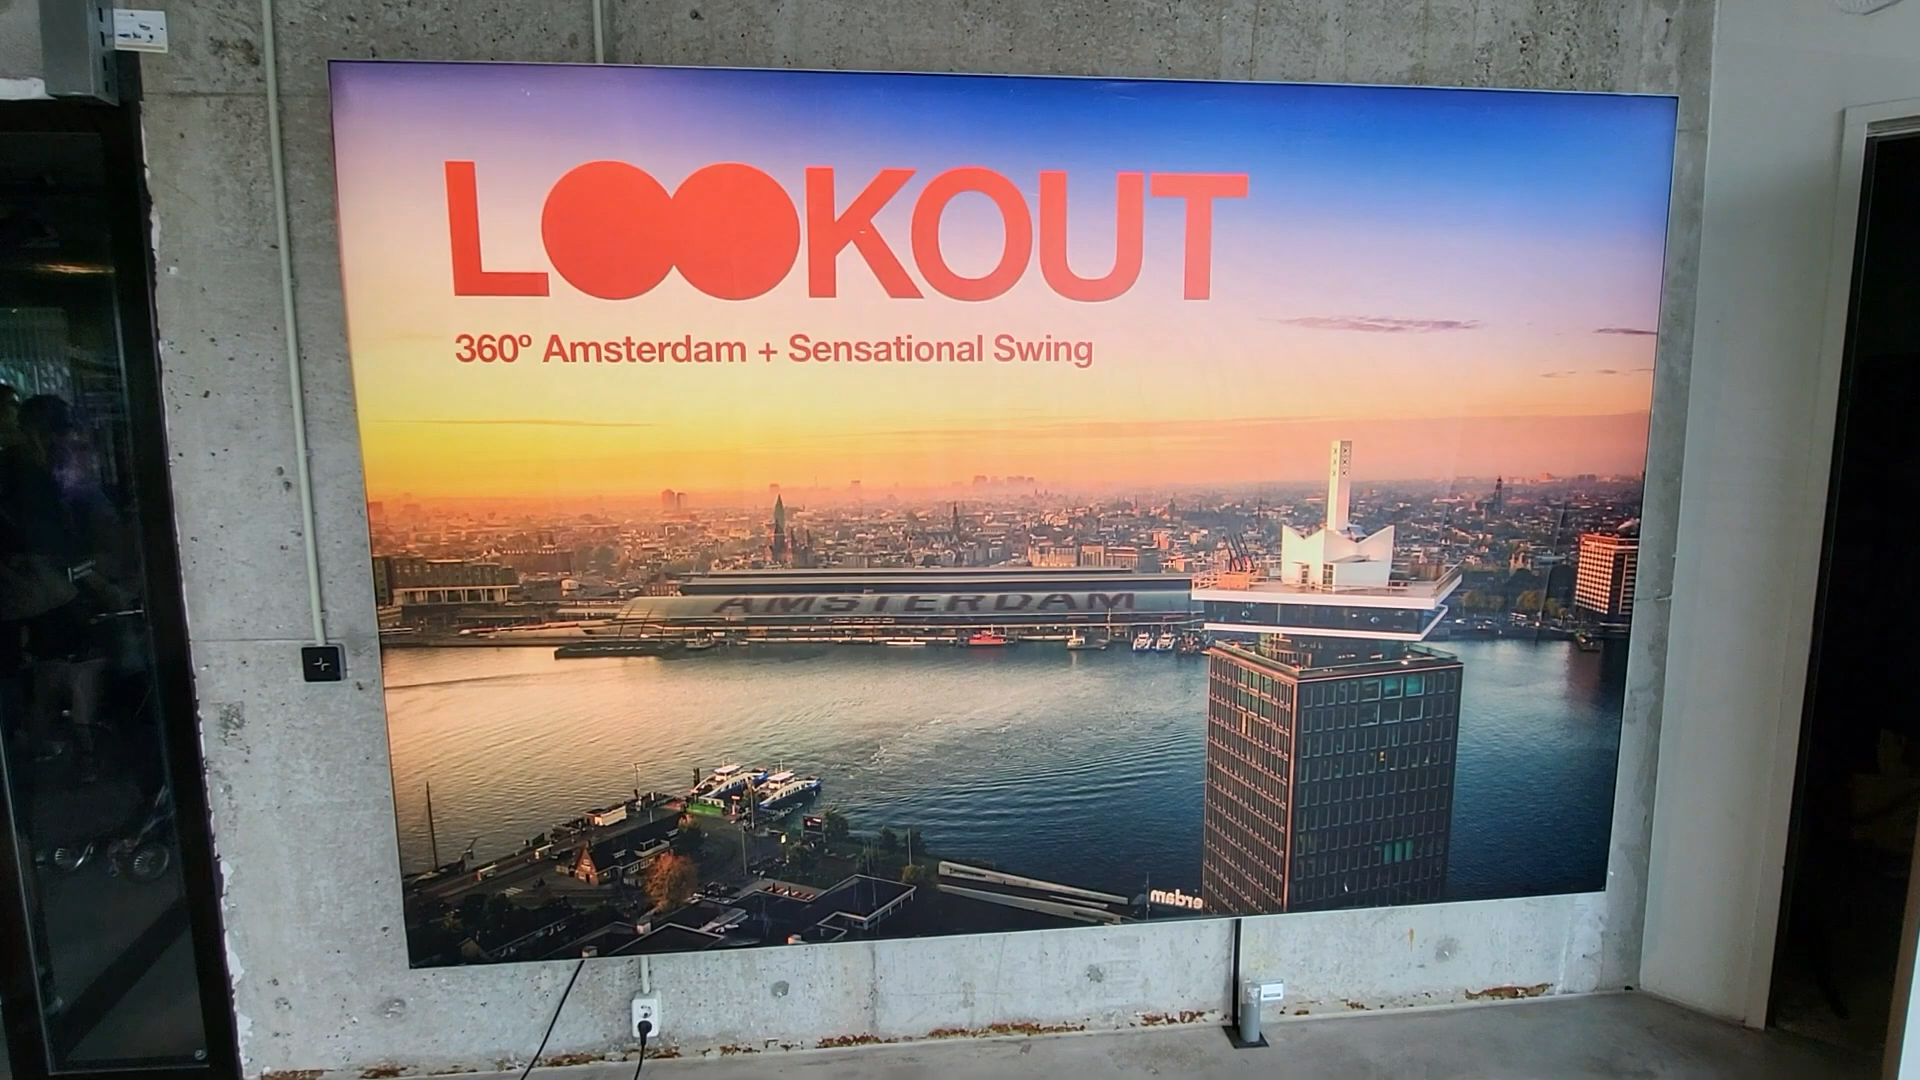 LOOKOUT
360º Amsterdam + Sensational Swing
AMSTERDAM
erdam